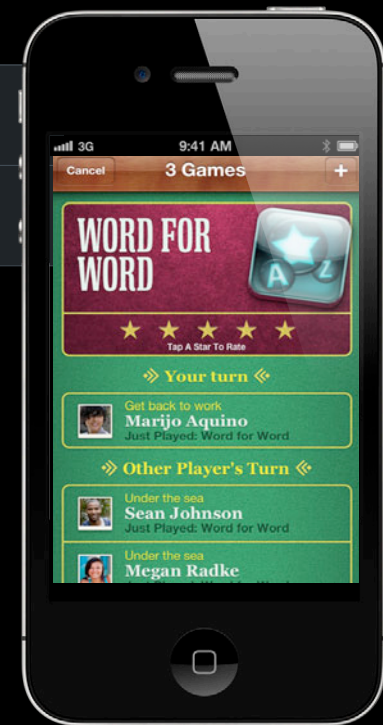 3G 9:41 AM
Cancel 3 Games +
WORD FOR
WORD
A Z
Tap A Star To Rate
Your turn
Get back to work
Marijo Aquino
Just Played: Word for Word
Other Player's Turn
Under the sea
Sean Johnson
Just Played: Word for Word
Under the sea
Megan Radke